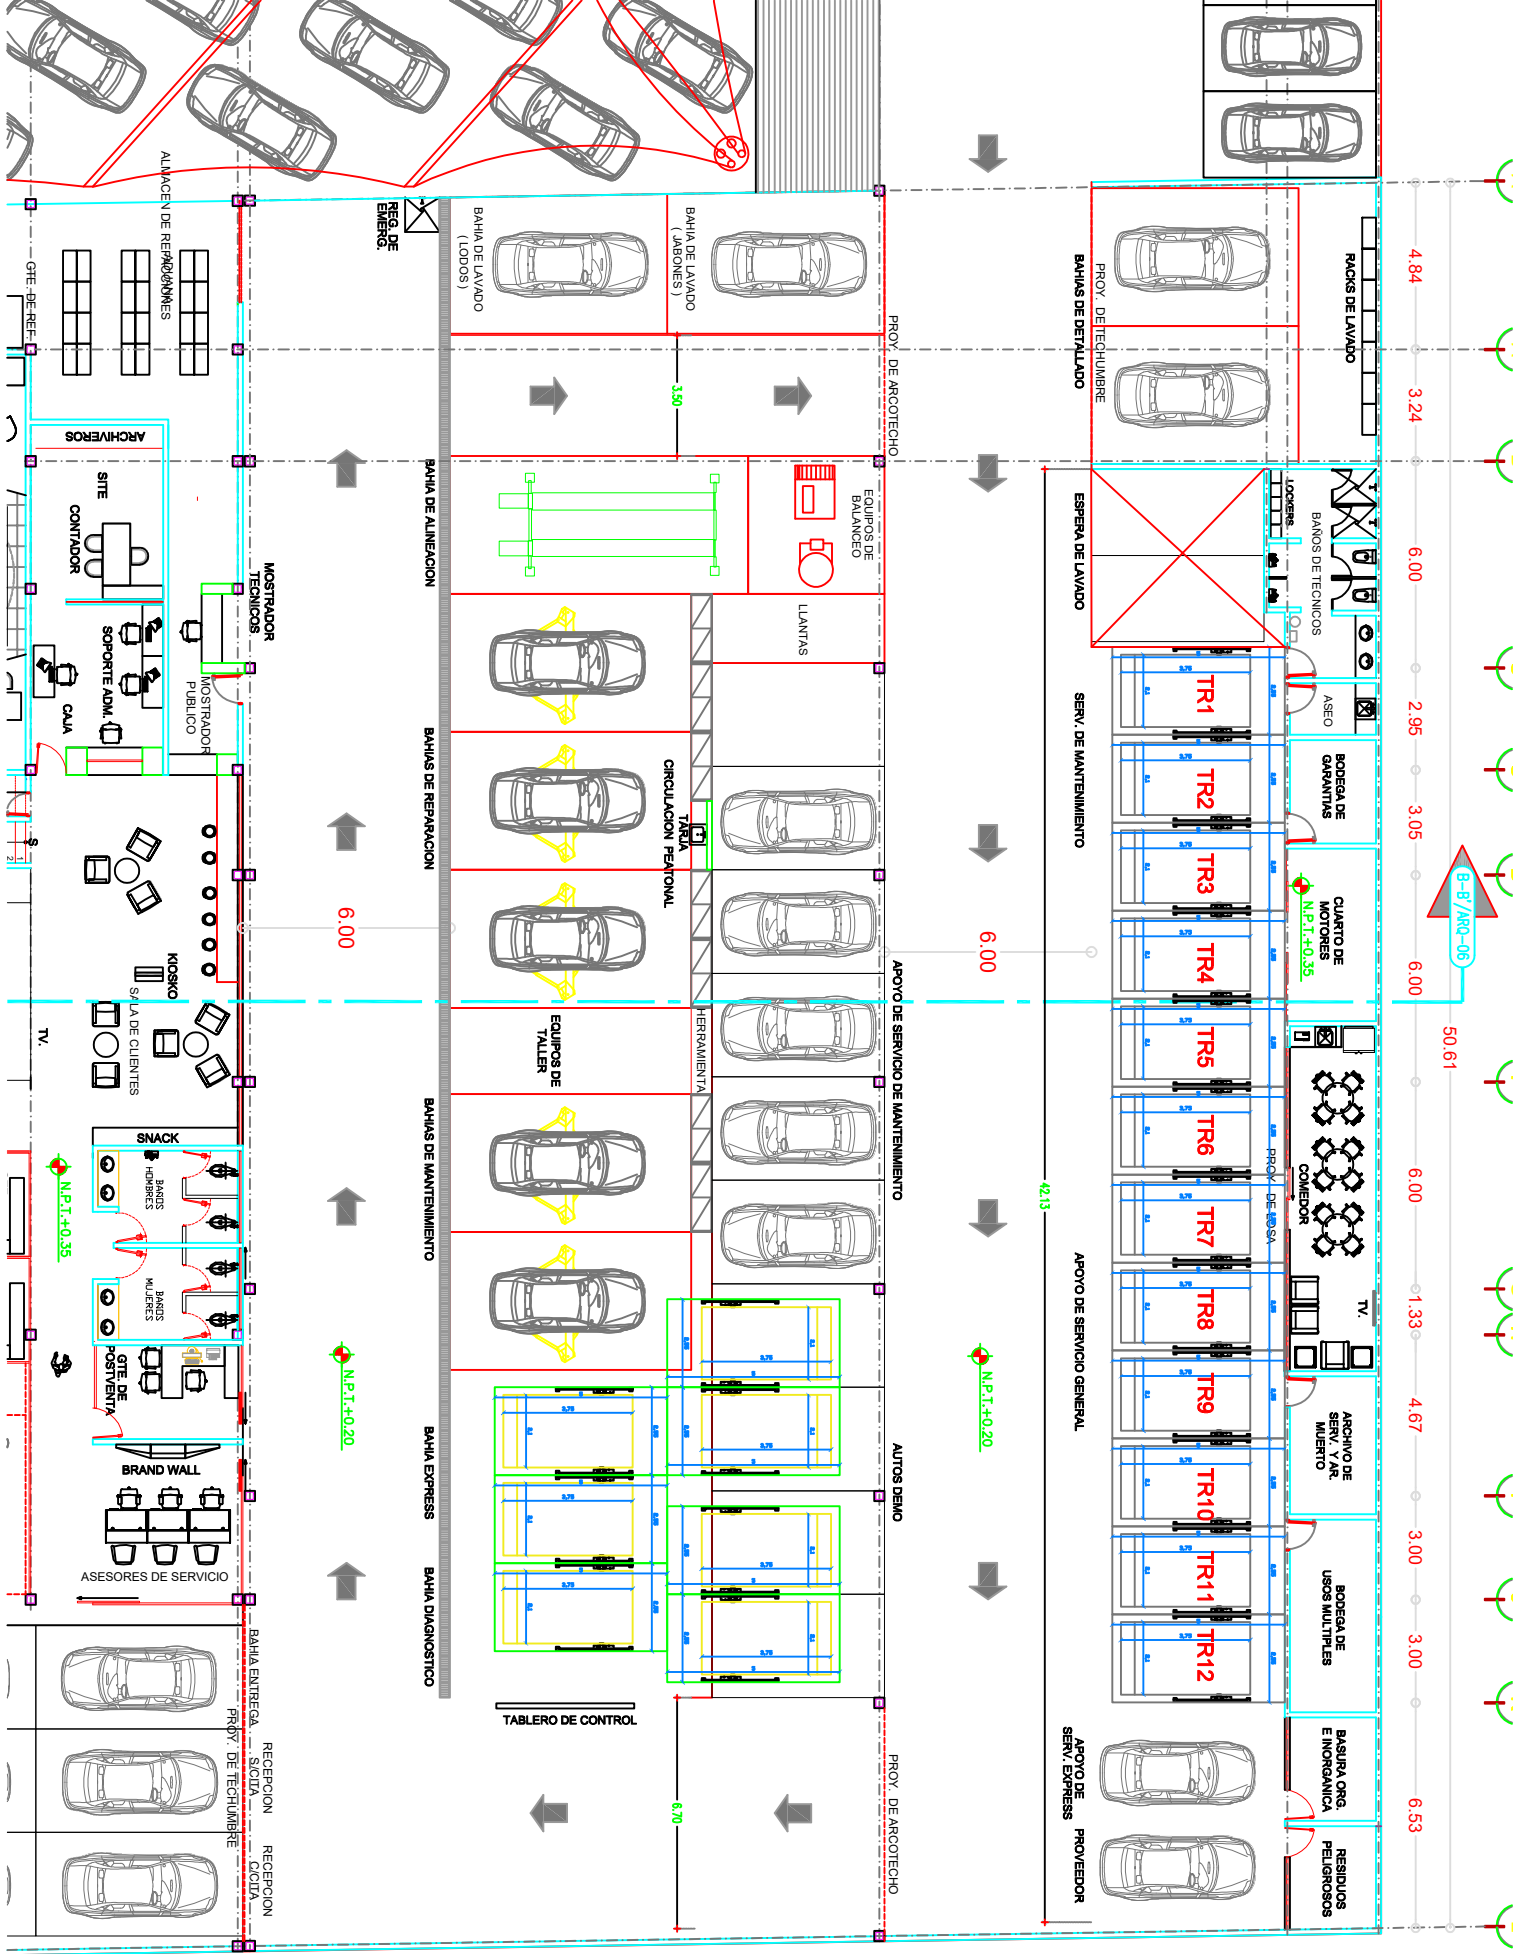 ALMACEN DE REFACCIONES
GTE. DE REF.
REG. DE
EMERG.
BAHIA DE LAVADO
( LODOS )
BAHIA DE LAVADO
( JABONES )
PROY. DE ARCOTECHO
PROY. DE TECHUMBRE
BAHIAS DE DETALLADO
RACKS DE LAVADO
4.84
3.24
6.00
2.95
3.05
6.00
6.00
1.33
4.67
3.00
3.00
6.53
50.61
B-B'/ARQ-06
3.50
ARCHIVEROS
SITE
CONTADOR
SOPORTE ADM.
CAJA
MOSTRADOR
TECNICOS
MOSTRADOR
PUBLICO
BAHIA DE ALINEACION
EQUIPOS DE
BALANCEO
LLANTAS
ESPERA DE LAVADO
LOCKERS
BAÑOS DE TECNICOS
ASEO
BODEGA DE
GARANTIAS
CUARTO DE
MOTORES
N.P.T.+0.35
SERV. DE MANTENIMIENTO
BAHIAS DE REPARACION
CIRCULACION PEATONAL
TARJA
HERRAMIENTA
EQUIPOS DE
TALLER
BAHIAS DE MANTENIMIENTO
APOYO DE SERVICIO DE MANTENIMIENTO
6.00
6.00
42.13
TR1
TR2
TR3
TR4
TR5
TR6
TR7
TR8
TR9
TR10
TR11
TR12
PROY. DE LOSA
COMEDOR
TV.
APOYO DE SERVICIO GENERAL
ARCHIVO DE
SERV. Y AR.
MUERTO
BODEGA DE
USOS MULTIPLES
BASURA ORG.
E INORGANICA
RESIDUOS
PELIGROSOS
APOYO DE
SERV. EXPRESS
PROVEEDOR
S
1
2
KIOSKO
SALA DE CLIENTES
TV.
SNACK
BAÑOS
HOMBRES
BAÑOS
MUJERES
N.P.T.+0.35
GTE. DE
POSTVENTA
BRAND WALL
ASESORES DE SERVICIO
N.P.T.+0.20
N.P.T.+0.20
BAHIA EXPRESS
BAHIA DIAGNOSTICO
AUTOS DEMO
3.75
2.1
TABLERO DE CONTROL
6.70
PROY. DE ARCOTECHO
BAHIA ENTREGA
PROY. DE TECHUMBRE
RECEPCION
S/CITA
RECEPCION
C/CITA